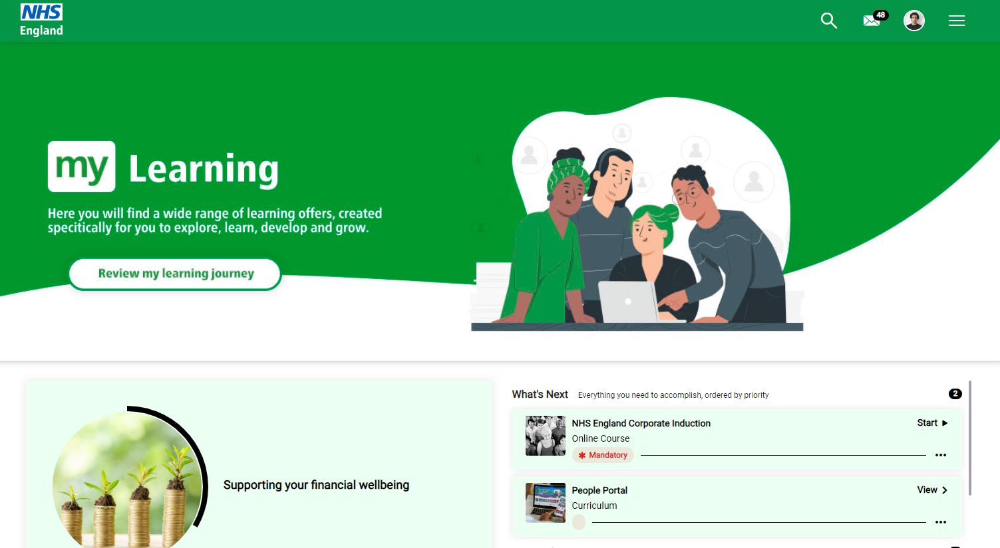 NHS
England
48
my Learning
Here you will find a wide range of learning offers, created
specitically for you to explore, learn, develop and grow.
Review my learning journey
Supporting your financial wellbeing
What's Next Everything you need to accomplish, ordered by priority 2
NHS England Corporate Induction Start
Online Course
Mandatory
People Portal View
Curriculum